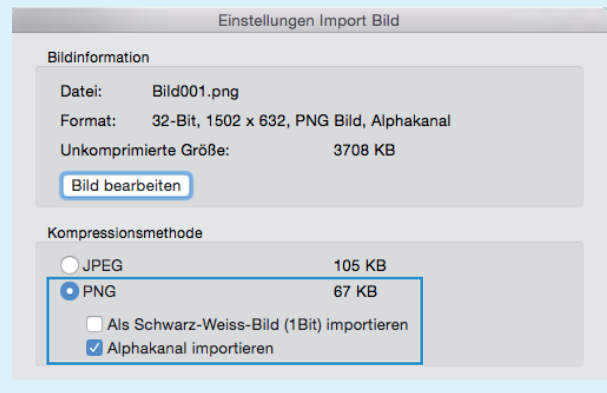 Einstellungen Import Bild
Bildinformation
Datei: Bild001.png
Format: 32-Bit, 1502 x 632, PNG Bild, Alphakanal
Unkomprimierte Größe: 3708 KB
Bild bearbeiten
Kompressionsmethode
JPEG 105 KB
PNG 67 KB
Als Schwarz-Weiss-Bild (1Bit) importieren
Alphakanal importieren